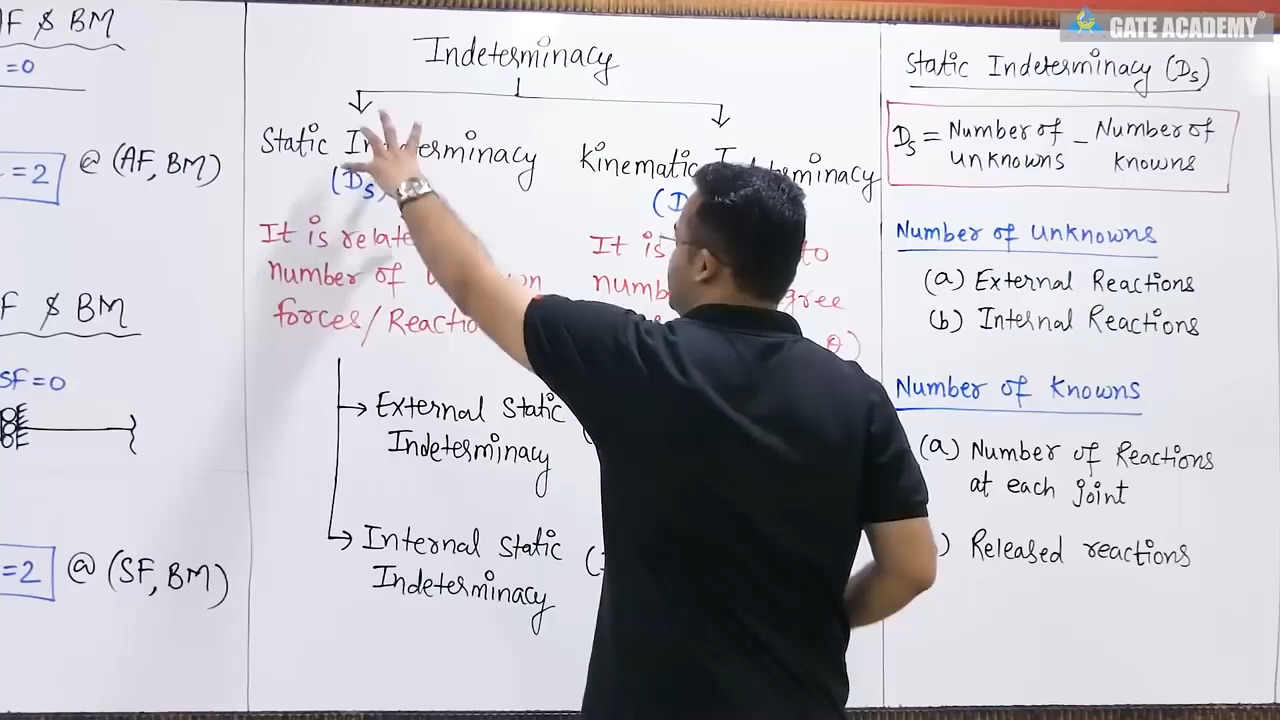 F $ BM
=0
=2 @ (AF, BM)
F $ BM
SF=0
=2 @ (SF, BM)
Indeterminacy
Static Indeterminacy
(Ds)
It is relate
number of
forces/Reactio
External Static
Indeterminacy
Internal Static
Indeterminacy
Kinematic Indeterminacy
(D
It is to
numb gree
θ)
GATE ACADEMY
Static Indeterminacy (Ds)
Ds = Number of unknowns - Number of knowns
Number of unknowns
(a) External Reactions
(b) Internal Reactions
Number of knowns
(a) Number of Reactions
at each joint
) Released reactions